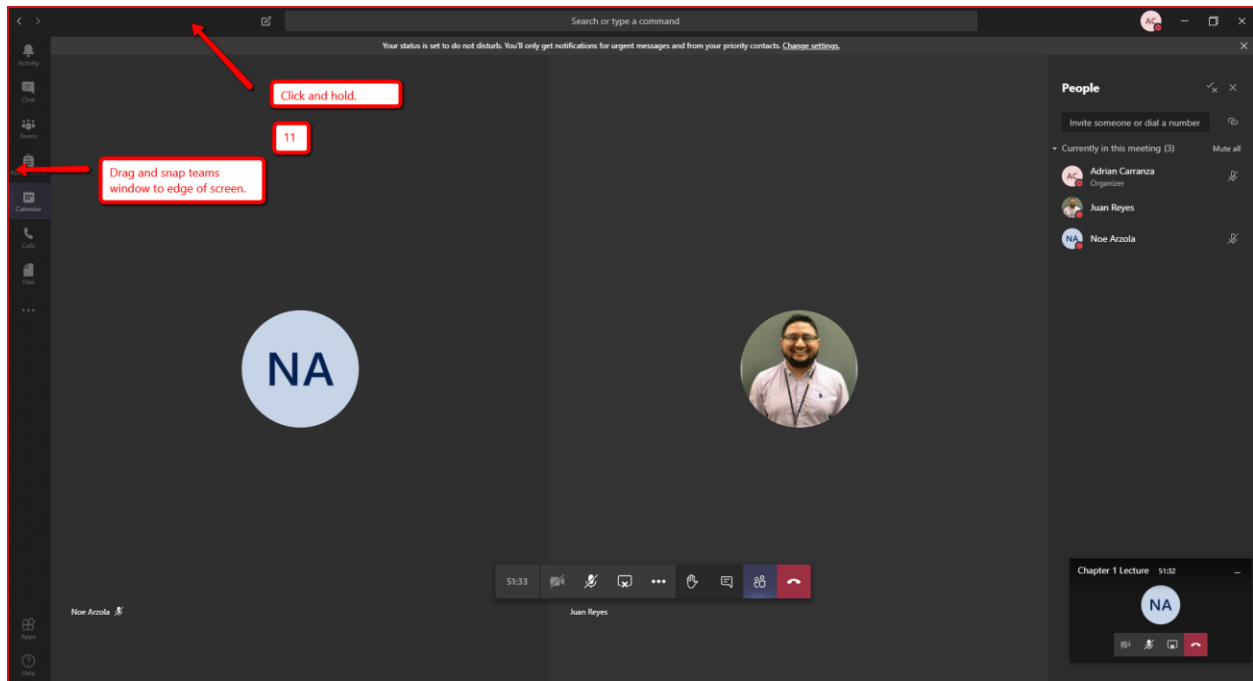 Search or type a command
AC
Your status is set to do not disturb. You'll only get notifications for urgent messages and from your priority contacts. Change settings.
Activity
Chat
Teams
Calendar
Calls
Files
Click and hold.
11
Drag and snap teams
window to edge of screen.
People
Invite someone or dial a number
Currently in this meeting (3)
Mute all
AC
Adrian Carranza
Organizer
Juan Reyes
NA
Noe Arzola
NA
51:33
Noe Arzola
Juan Reyes
Chapter 1 Lecture 51:32
NA
Apps
Help